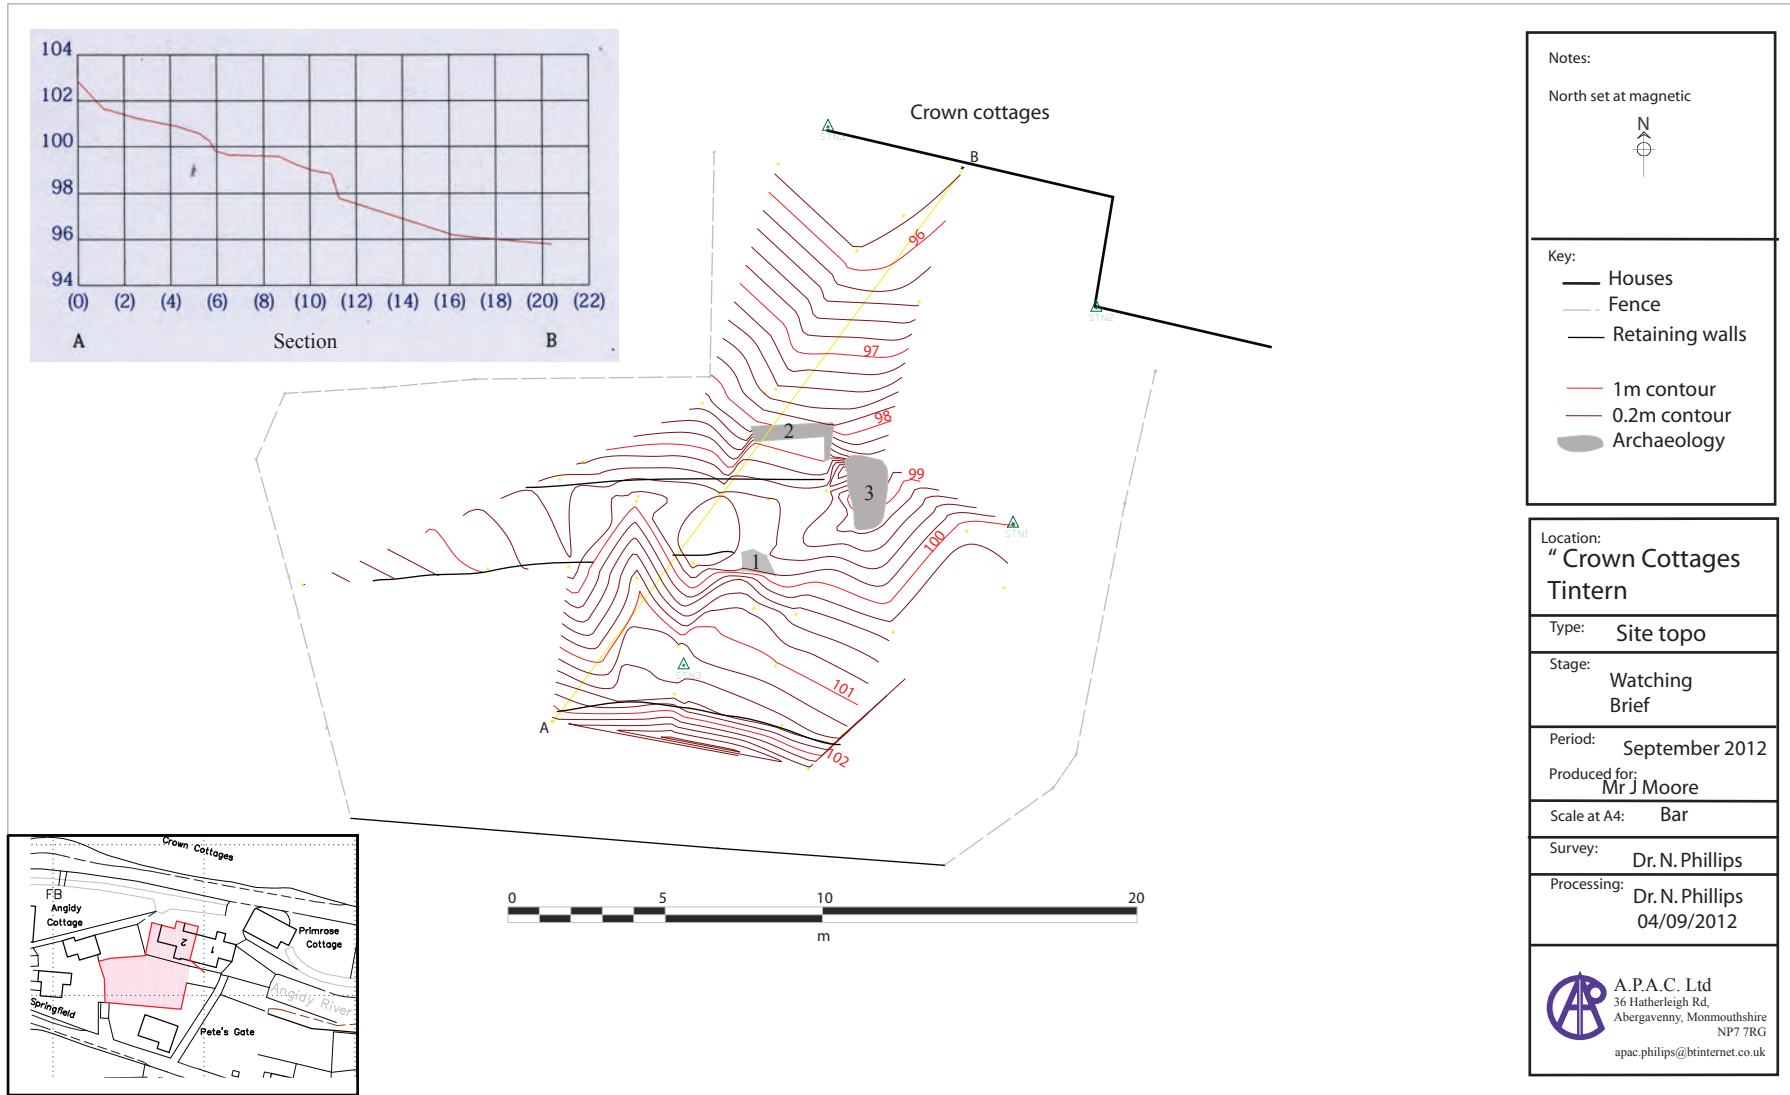 104
102
100
98
96
94
(0) (2) (4) (6) (8) (10) (12) (14) (16) (18) (20) (22)
A Section B
Crown cottages
B
96
97
98
99
100
101
102
2
3
1
A
STN2
STN1
STN3
0 5 10 20
m
Crown Cottages
FB
Angidy
Cottage
2
1
Primrose
Cottage
Angidy River
Springfield
Pete's Gate
Notes:
North set at magnetic
N
Key:
Houses
Fence
Retaining walls
1m contour
0.2m contour
Archaeology
Location:
“ Crown Cottages
Tintern
Type: Site topo
Stage:
Watching
Brief
Period: September 2012
Produced for:
Mr J Moore
Scale at A4: Bar
Survey: Dr. N. Phillips
Processing: Dr. N. Phillips
04/09/2012
A.P.A.C. Ltd
36 Hatherleigh Rd,
Abergavenny, Monmouthshire
NP7 7RG
apac.philips@btinternet.co.uk